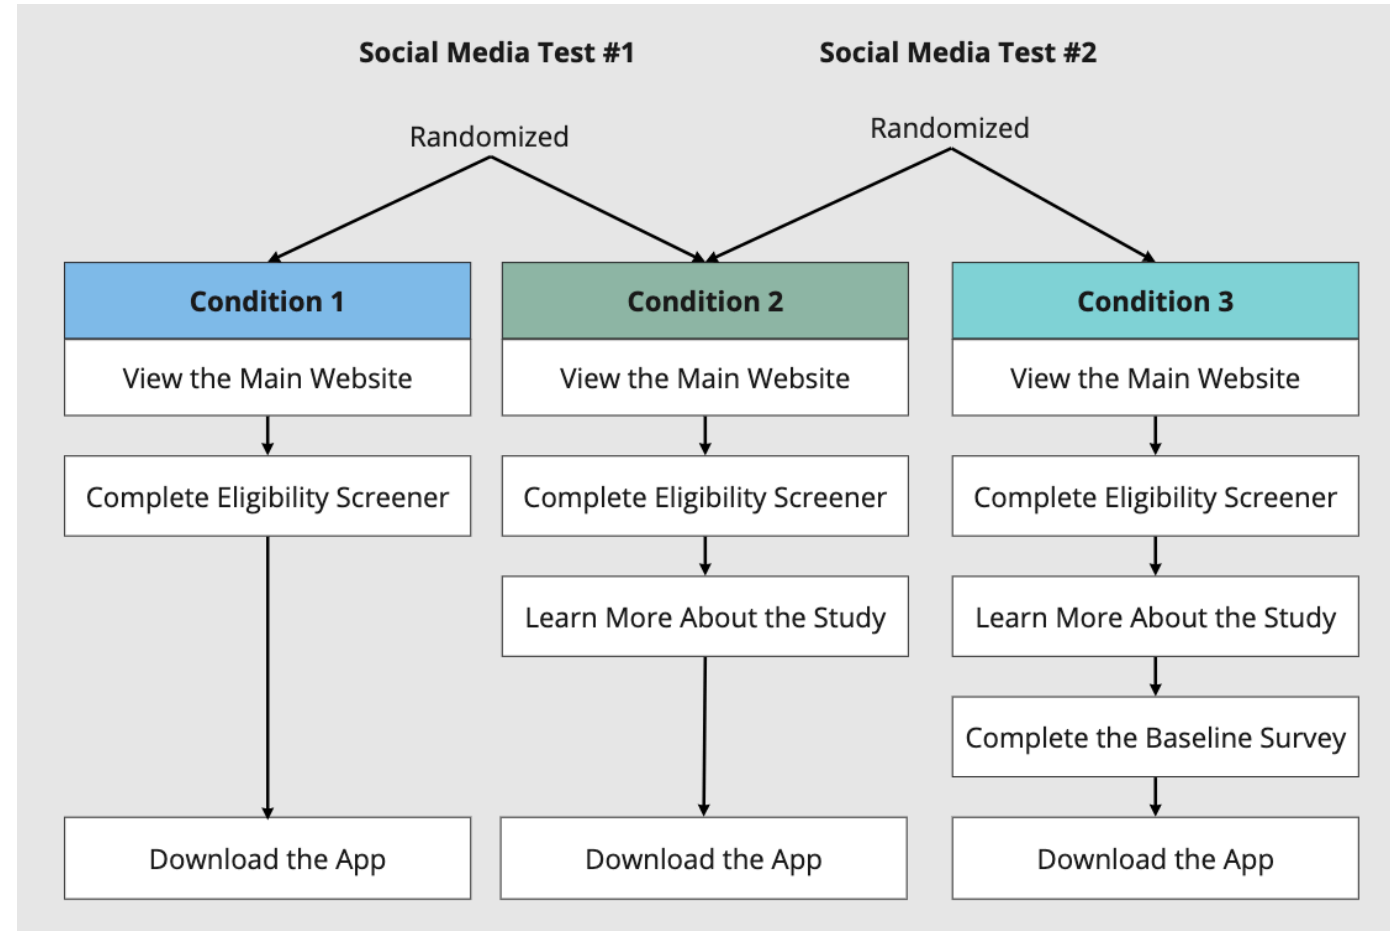 Social Media Test #1
Social Media Test #2
Randomized
Randomized
Condition 1
View the Main Website
Complete Eligibility Screener
Download the App
Condition 2
View the Main Website
Complete Eligibility Screener
Learn More About the Study
Download the App
Condition 3
View the Main Website
Complete Eligibility Screener
Learn More About the Study
Complete the Baseline Survey
Download the App